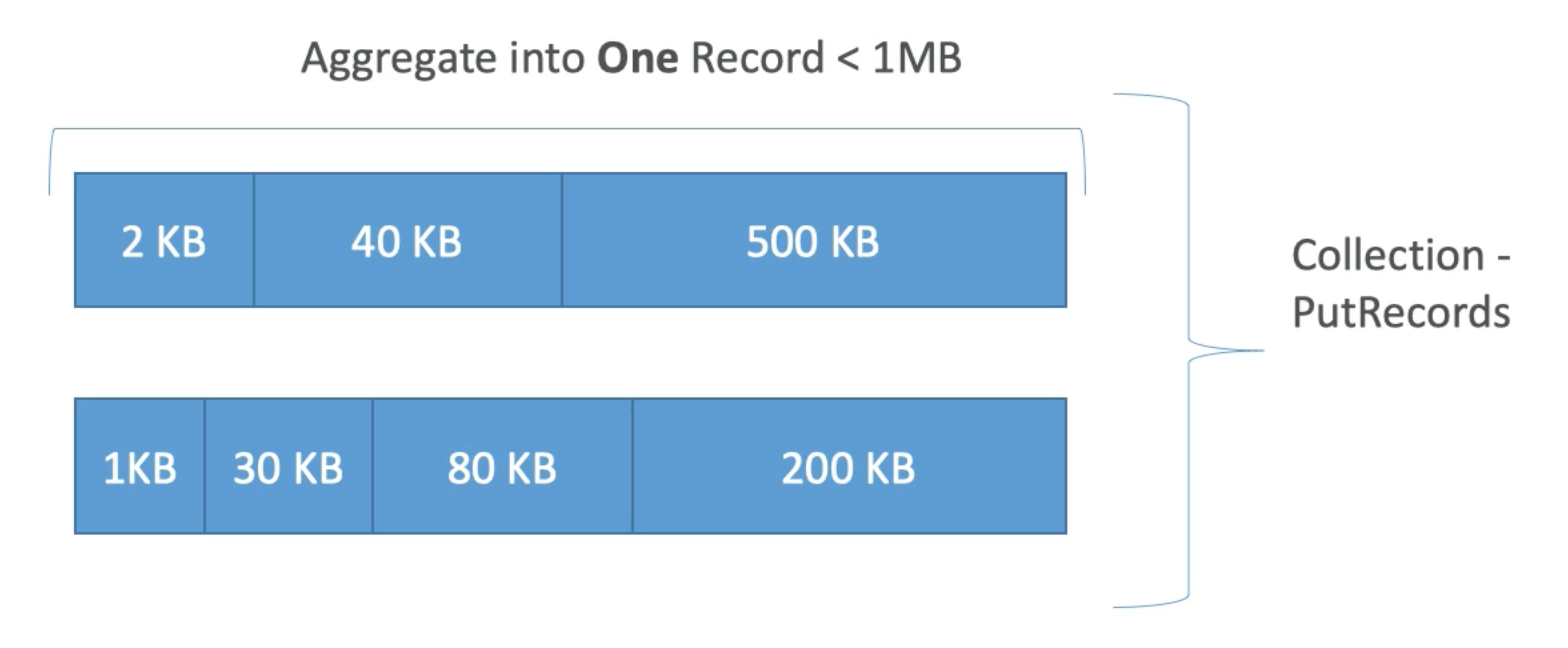 Aggregate into One Record < 1MB
2 KB
40 KB
500 KB
Collection -
PutRecords
1KB
30 KB
80 KB
200 KB